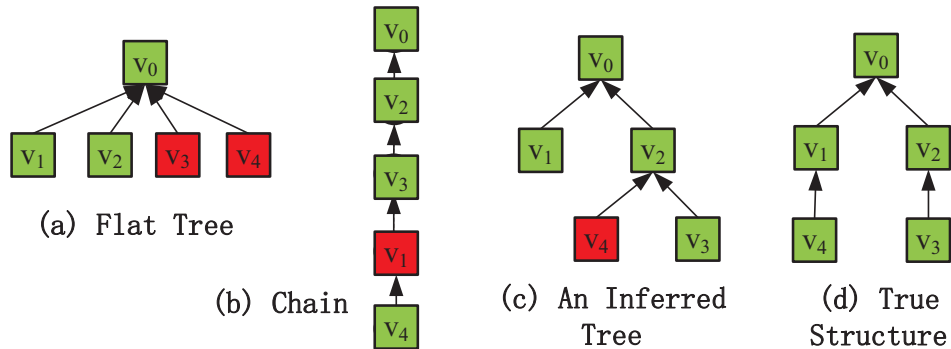 v₀
v₁ v₂ v₃ v₄
(a) Flat Tree
v₀
v₂
v₃
v₁
v₄
(b) Chain
v₀
v₁ v₂
v₄ v₃
(c) An Inferred
Tree
v₀
v₁ v₂
v₄ v₃
(d) True
Structure